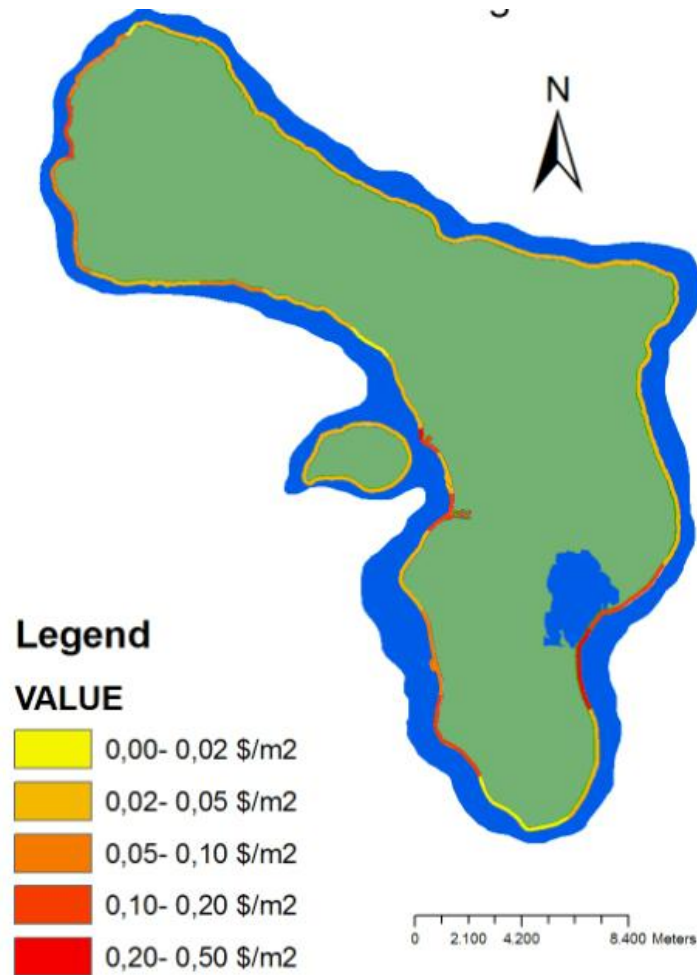 N
Legend
VALUE
0,00- 0,02 $/m2
0,02- 0,05 $/m2
0,05- 0,10 $/m2
0,10- 0,20 $/m2
0,20- 0,50 $/m2
0 2.100 4.200 8.400 Meters